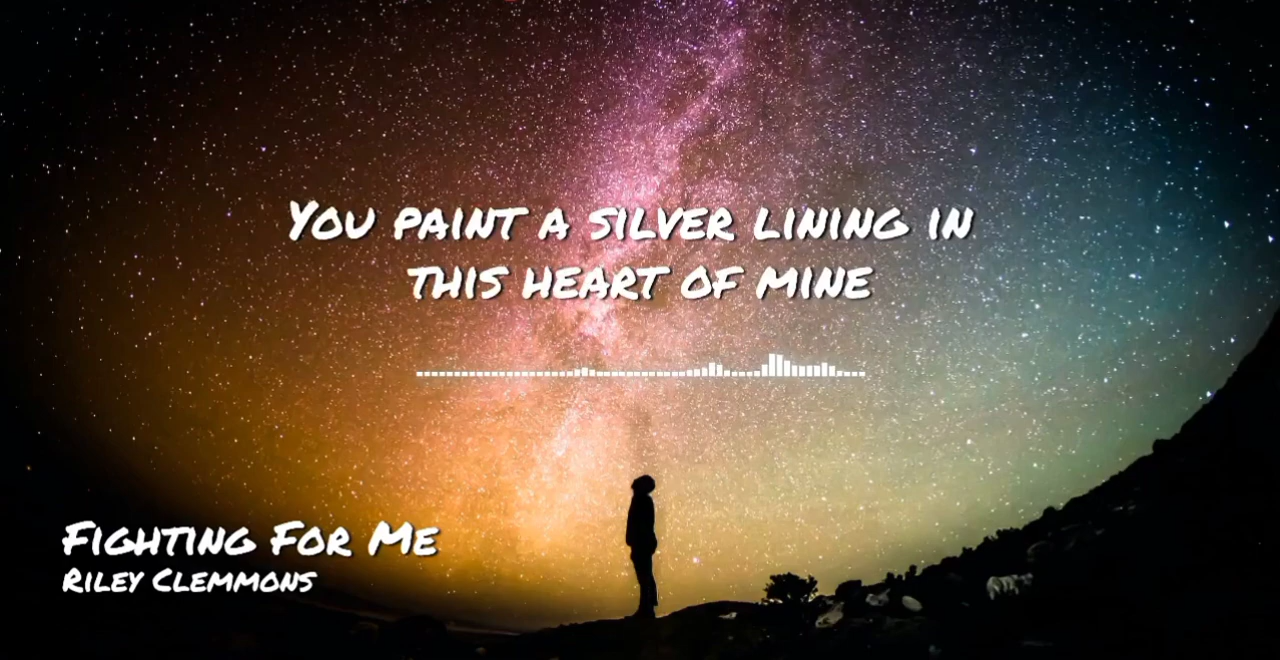 You paint a silver lining in
this heart of mine
Fighting For Me
Riley Clemmons